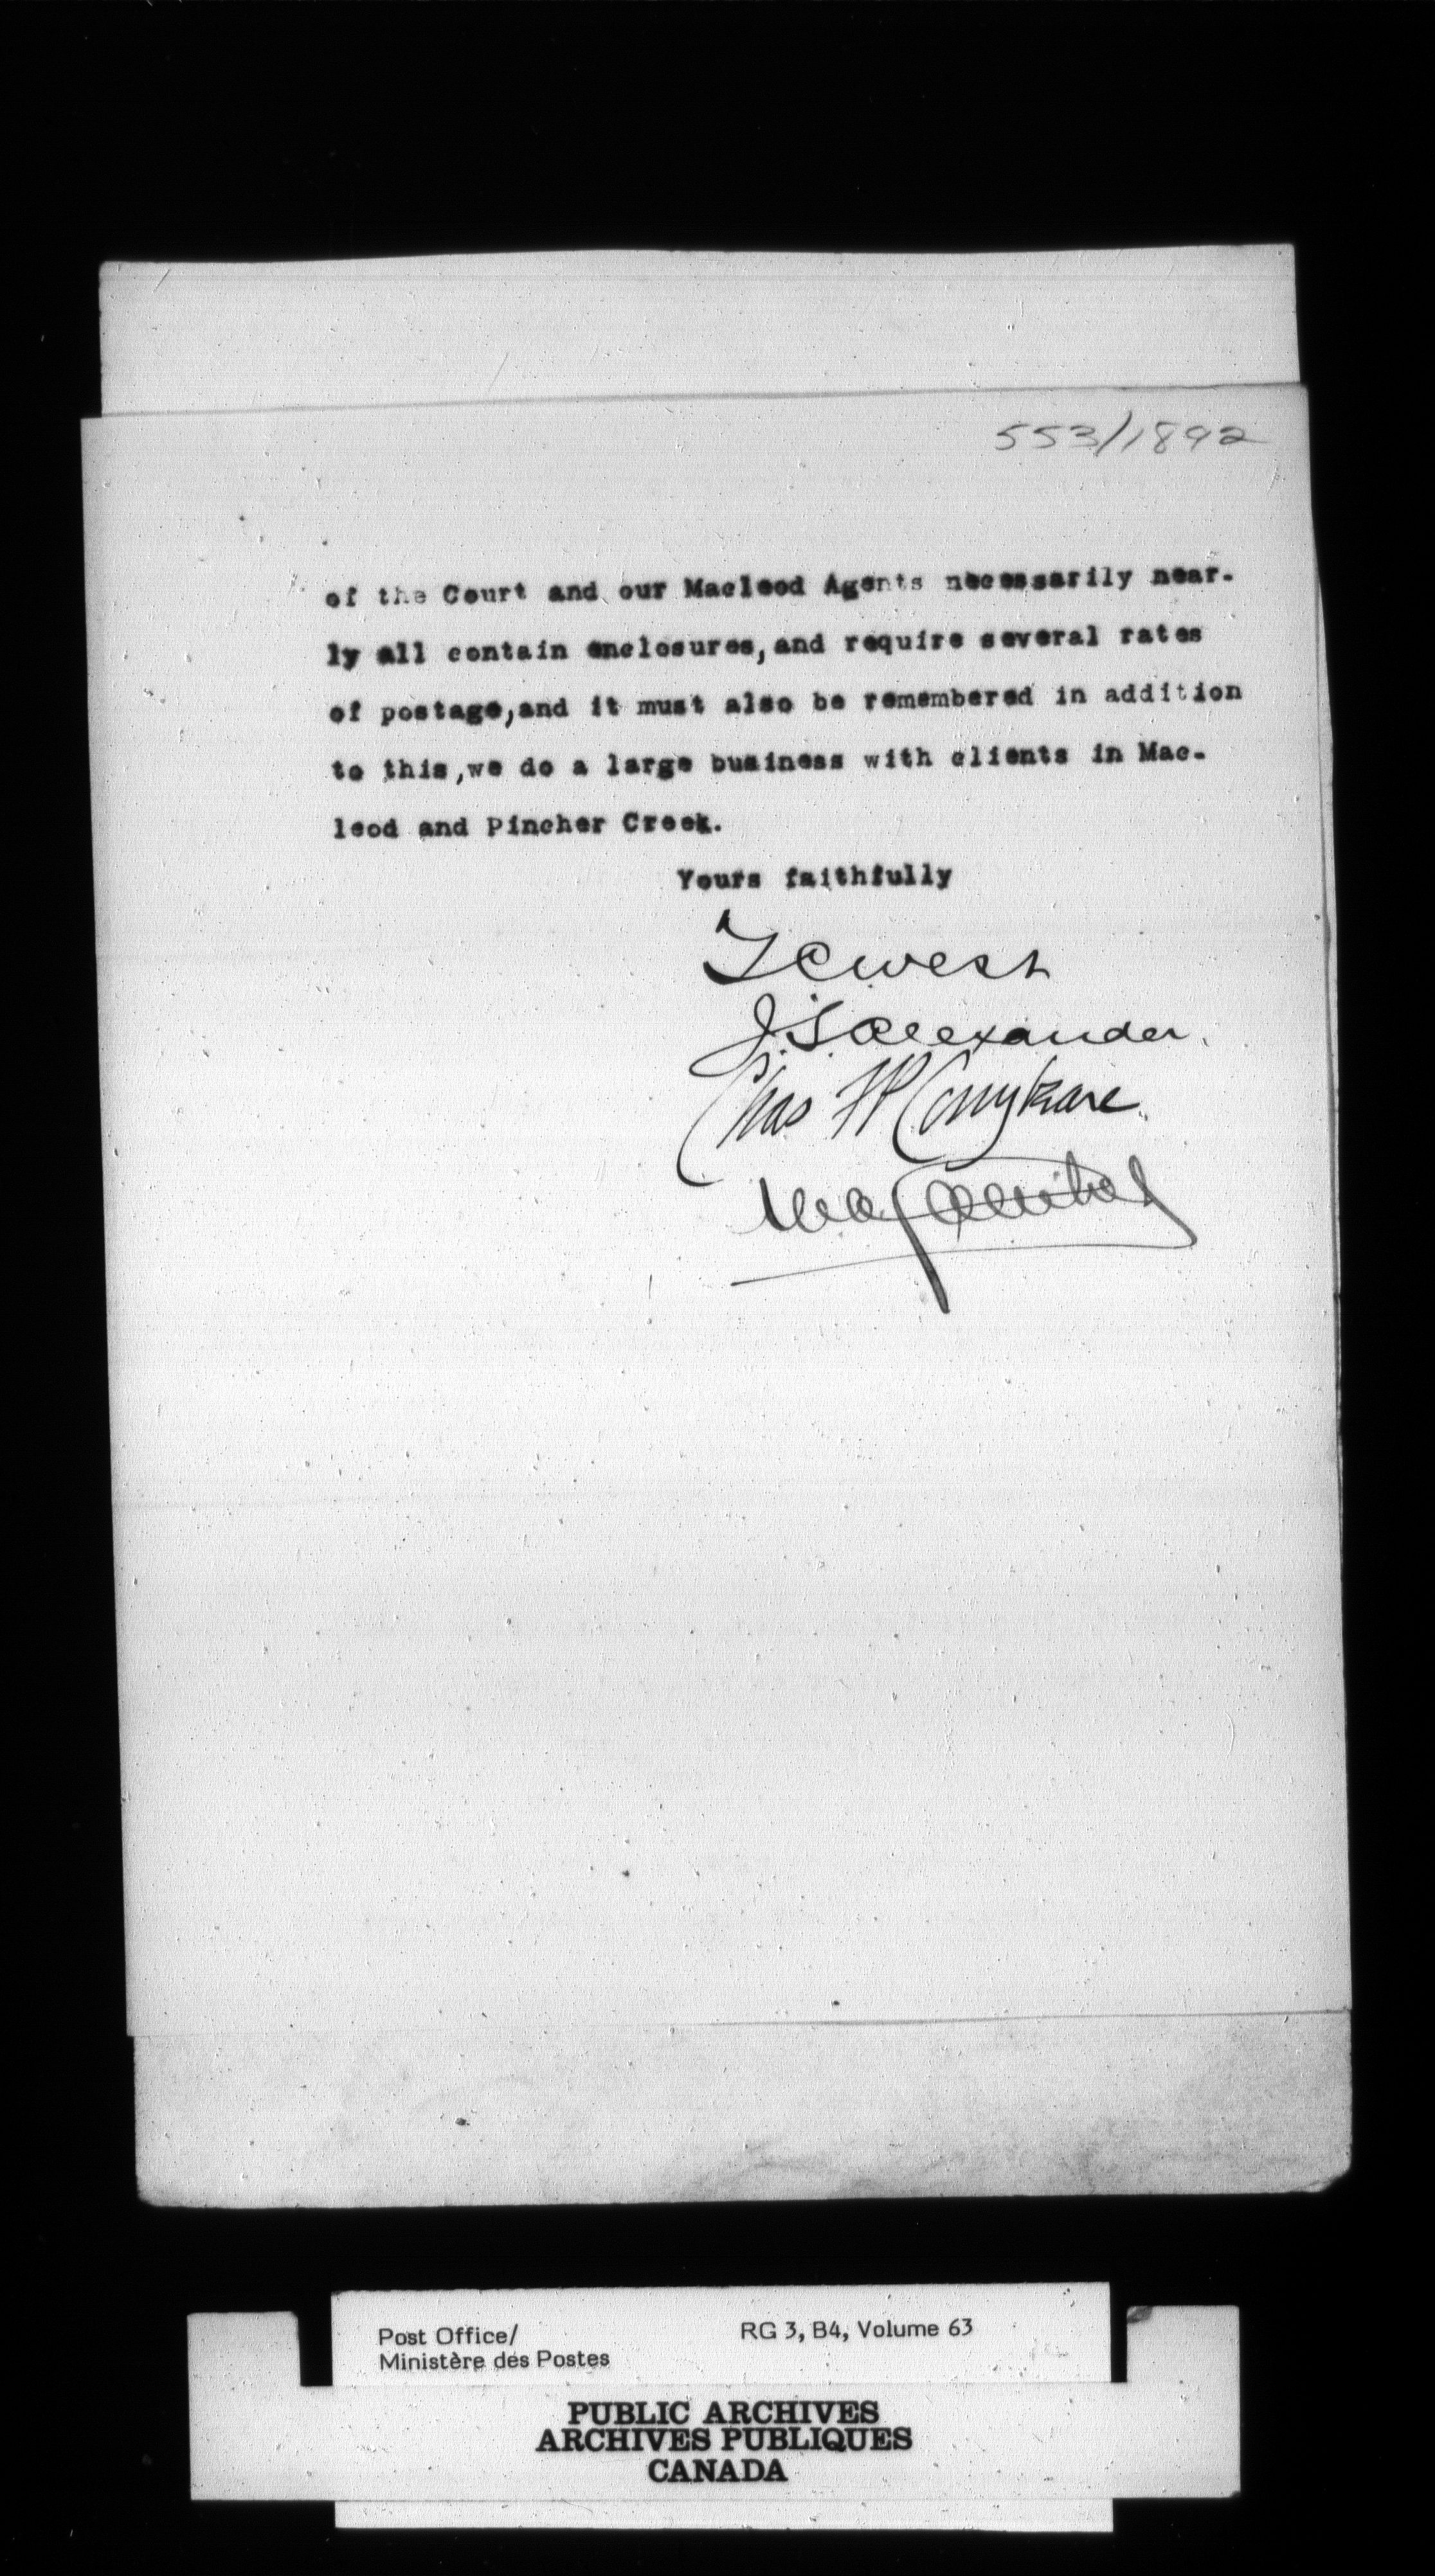 553/1892
of the Court and our Macleod Agents necessarily near-
ly all contain enclosures,and require several rates
of postage,and it must also be remembered in addition
to this,we do a large business with clients in Mac-
leod and Pincher Creek.
Yours faithfully
J S Alexander.
Chas F P Conybeare
Post Office/
Ministère des Postes
RG 3, B4, Volume 63
PUBLIC ARCHIVES
ARCHIVES PUBLIQUES
CANADA